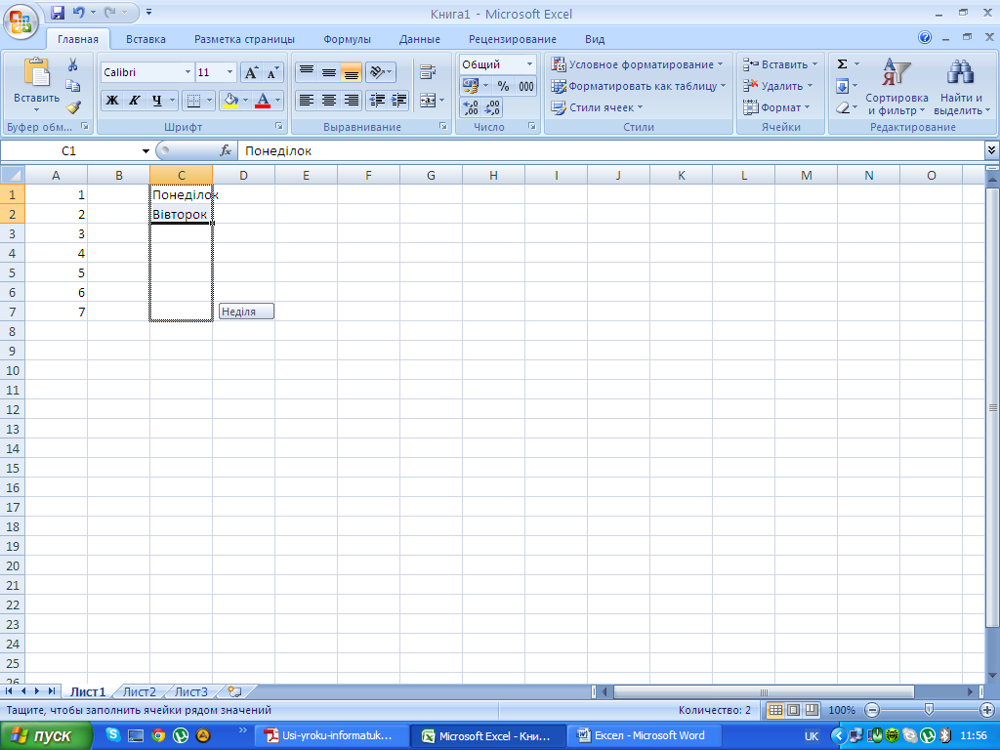 Книга1 - Microsoft Excel
Главная Вставка Разметка страницы Формулы Данные Рецензирование Вид
Вставить
Буфер обм...
Calibri 11
Ж К Ч
Шрифт
Выравнивание
Общий
% 000
Число
Условное форматирование
Форматировать как таблицу
Стили ячеек
Стили
Вставить
Удалить
Формат
Ячейки
Σ
Сортировка и фильтр
Найти и выделить
Редактирование
C1 fx Понеділок
A B C D E F G H I J K L M N O
1 1 Понеділок
2 2 Вівторок
3 3
4 4
5 5
6 6
7 7 Неділя
8
9
10
11
12
13
14
15
16
17
18
19
20
21
22
23
24
25
26
Лист1 Лист2 Лист3
Тащите, чтобы заполнить ячейки рядом значений Количество: 2 100%
пуск Usi-yroku-informatuk... Microsoft Excel - Кни... Ексел - Microsoft Word UK 11:56